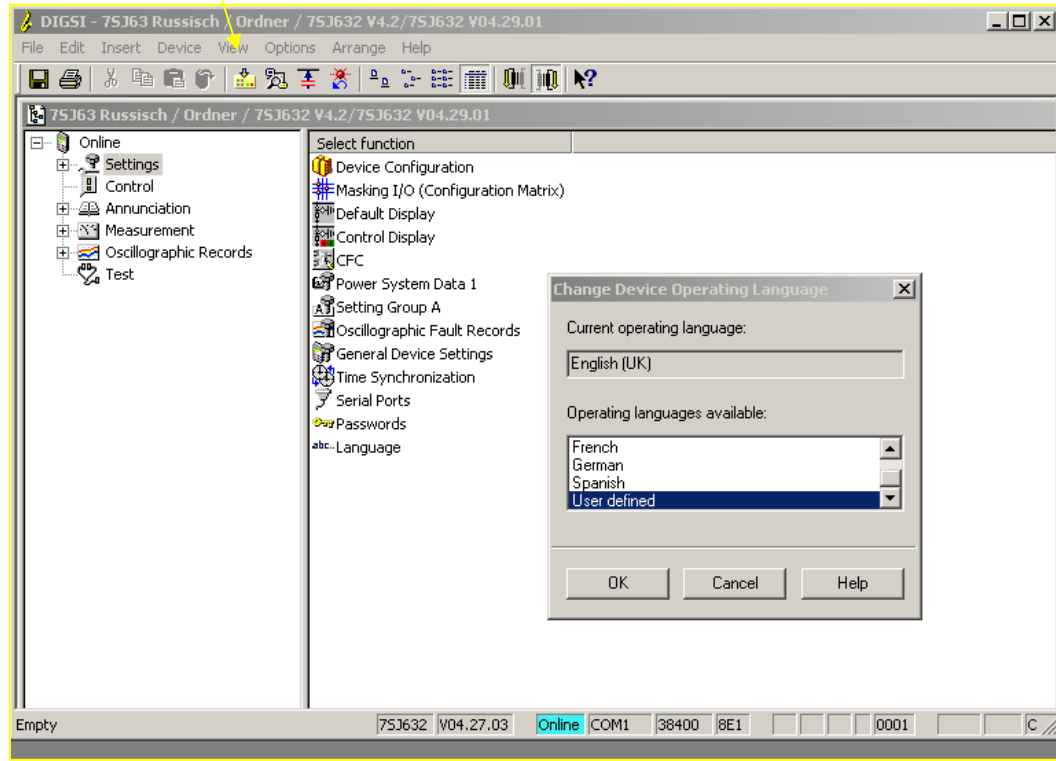 DIGSI - 7SJ63 Russisch / Ordner / 7SJ632 V4.2/7SJ632 V04.29.01
File Edit Insert Device View Options Arrange Help
7SJ63 Russisch / Ordner / 7SJ632 V4.2/7SJ632 V04.29.01
Online
Settings
Control
Annunciation
Measurement
Oscillographic Records
Test
Select function
Device Configuration
Masking I/O (Configuration Matrix)
Default Display
Control Display
CFC
Power System Data 1
Setting Group A
Oscillographic Fault Records
General Device Settings
Time Synchronization
Serial Ports
Passwords
abc.. Language
Change Device Operating Language
Current operating language:
English (UK)
Operating languages available:
French
German
Spanish
User defined
OK Cancel Help
Empty 7SJ632 V04.27.03 Online COM1 38400 8E1 0001 C